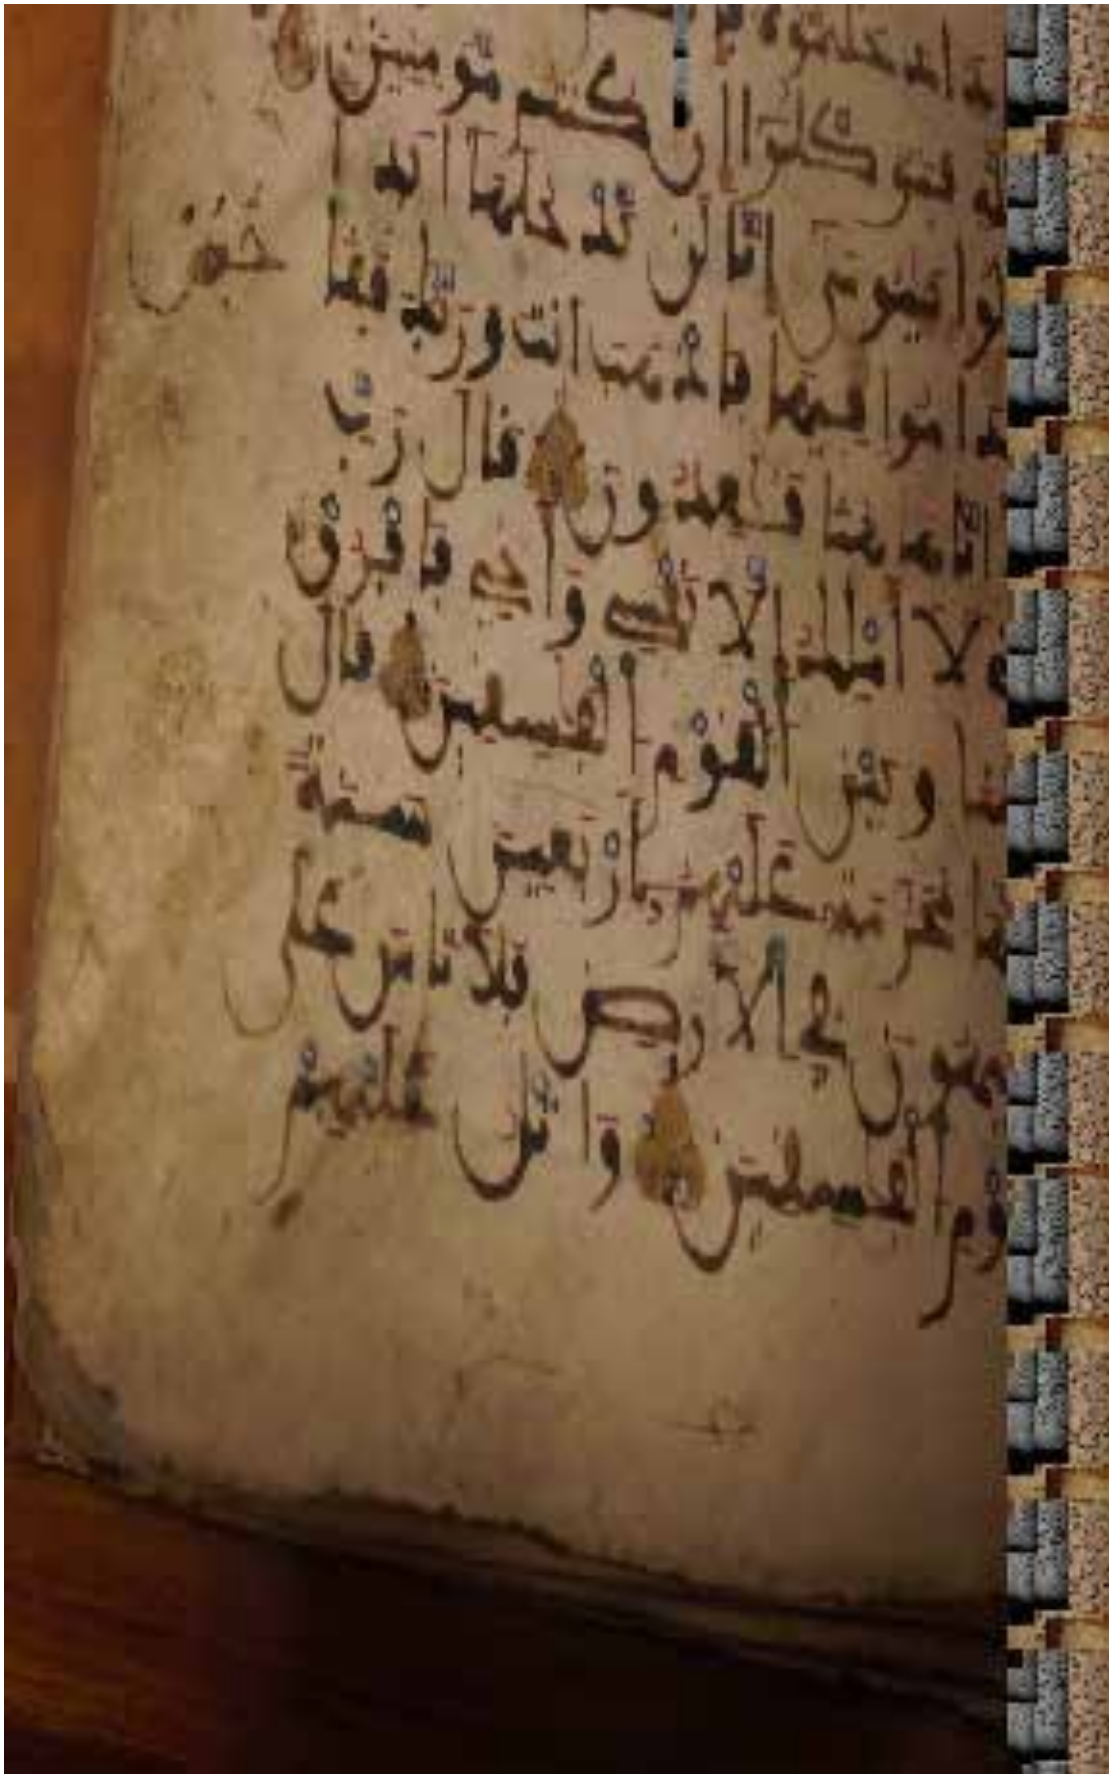 دخلتموه
فتوكلوا ان كنتم مومنين
يموسى انا لن ندخلها ابدا
حبس
داموا فيها فاذهب انت وربك فقتلا
انا ههنا قعدون قال رب
لا املك الا نفسي واخي فافرق
وبين القوم الفسقين قال
محرمة عليهم اربعين سنة
يتيهون في الارض فلا تاس على
القوم الفسقين واتل عليهم